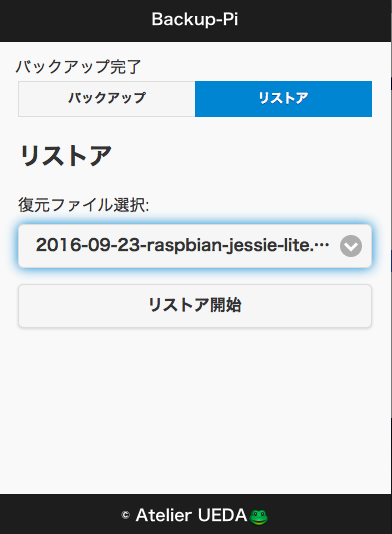 Backup-Pi
バックアップ完了
バックアップ リストア
リストア
復元ファイル選択:
2016-09-23-raspbian-jessie-lite.…
リストア開始
© Atelier UEDA🐸